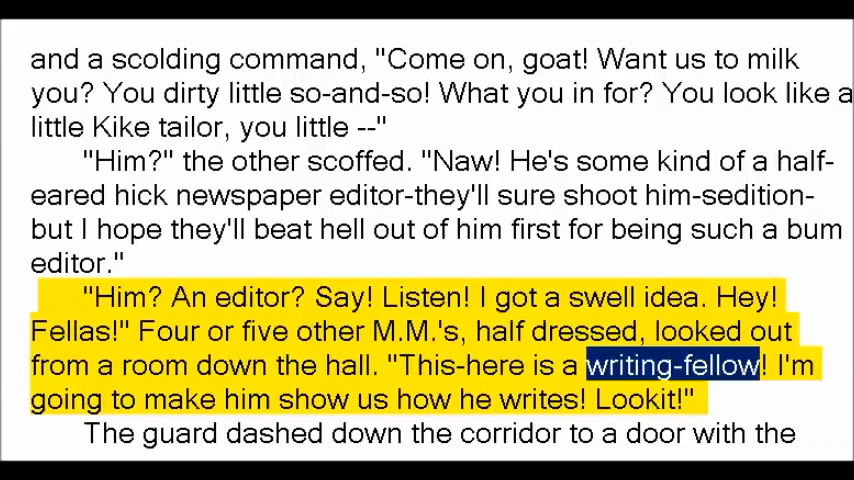 and a scolding command, "Come on, goat! Want us to milk
you? You dirty little so-and-so! What you in for? You look like a
little Kike tailor, you little --"
"Him?" the other scoffed. "Naw! He's some kind of a half-
eared hick newspaper editor-they'll sure shoot him-sedition-
but I hope they'll beat hell out of him first for being such a bum
editor."
"Him? An editor? Say! Listen! I got a swell idea. Hey!
Fellas!" Four or five other M.M.'s, half dressed, looked out
from a room down the hall. "This-here is a writing-fellow! I'm
going to make him show us how he writes! Lookit!"
The guard dashed down the corridor to a door with the